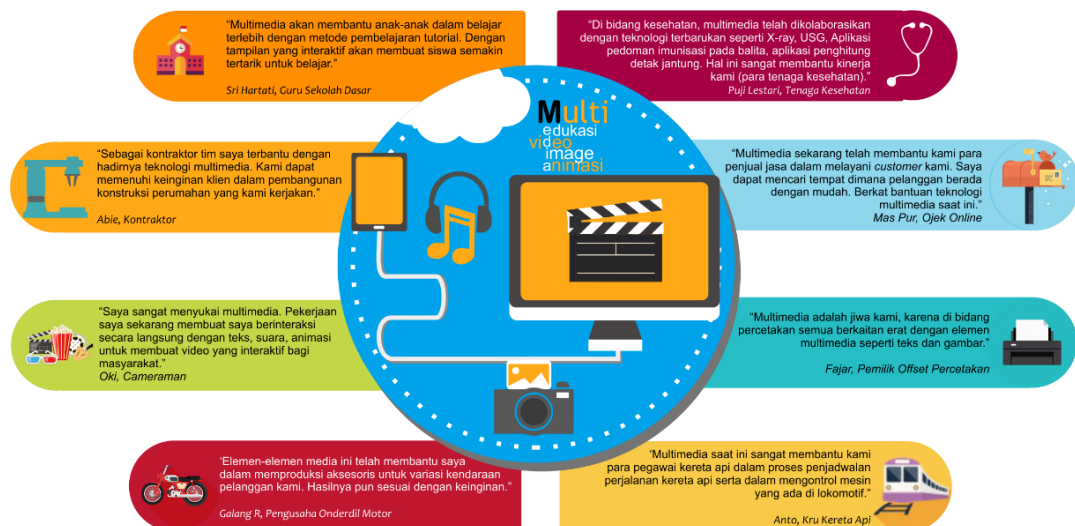 “Multimedia akan membantu anak-anak dalam belajar
terlebih dengan metode pembelajaran tutorial. Dengan
tampilan yang interaktif akan membuat siswa semakin
tertarik untuk belajar.”
Sri Hartati, Guru Sekolah Dasar
“Di bidang kesehatan, multimedia telah dikolaborasikan
dengan teknologi terbarukan seperti X-ray, USG, Aplikasi
pedoman imunisasi pada balita, aplikasi penghitung
detak jantung. Hal ini sangat membantu kinerja
kami (para tenaga kesehatan).”
Puji Lestari, Tenaga Kesehatan
Multi
edukasi
video
image
animasi
“Sebagai kontraktor tim saya terbantu dengan
hadirnya teknologi multimedia. Kami dapat
memenuhi keinginan klien dalam pembangunan
konstruksi perumahan yang kami kerjakan.”
Abie, Kontraktor
“Multimedia sekarang telah membantu kami para
penjual jasa dalam melayani customer kami. Saya
dapat mencari tempat dimana pelanggan berada
dengan mudah. Berkat bantuan teknologi
multimedia saat ini.”
Mas Pur, Ojek Online
“Saya sangat menyukai multimedia. Pekerjaan
saya sekarang membuat saya berinteraksi
secara langsung dengan teks, suara, animasi
untuk membuat video yang interaktif bagi
masyarakat.”
Oki, Cameraman
“Multimedia adalah jiwa kami, karena di bidang
percetakan semua berkaitan erat dengan elemen
multimedia seperti teks dan gambar.”
Fajar, Pemilik Offset Percetakan
‘Elemen-elemen media ini telah membantu saya
dalam memproduksi aksesoris untuk variasi kendaraan
pelanggan kami. Hasilnya pun sesuai dengan keinginan.”
Galang R, Pengusaha Onderdil Motor
‘Multimedia saat ini sangat membantu kami
para pegawai kereta api dalam proses penjadwalan
perjalanan kereta api serta dalam mengontrol mesin
yang ada di lokomotif.”
Anto, Kru Kereta Api